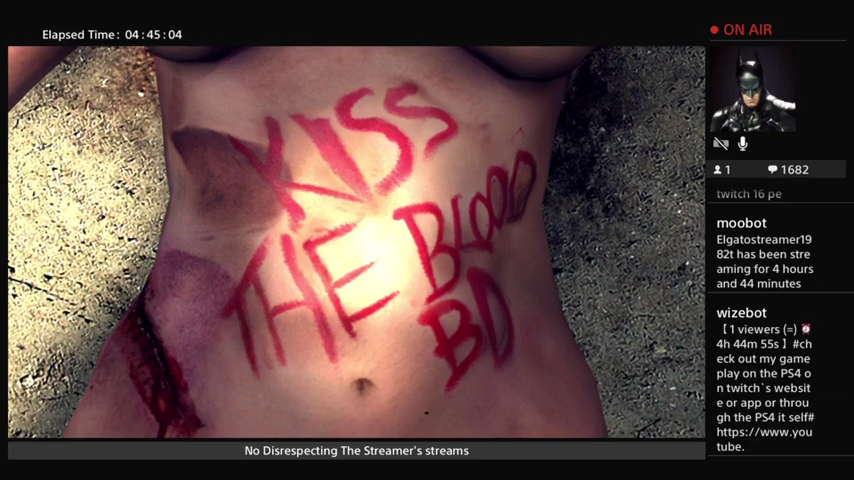 Elapsed Time: 04:45:04
ON AIR
KISS
THE BLOOD
BD
1
1682
twitch 16 pe
moobot
Elgatostreamer19
82t has been stre
aming for 4 hours
and 44 minutes
wizebot
【1 viewers (=) ⏰
4h 44m 55s】#ch
eck out my game
play on the PS4 o
n twitch`s websit
e or app or throu
gh the PS4 it self#
https://www.you
tube.
No Disrespecting The Streamer's streams